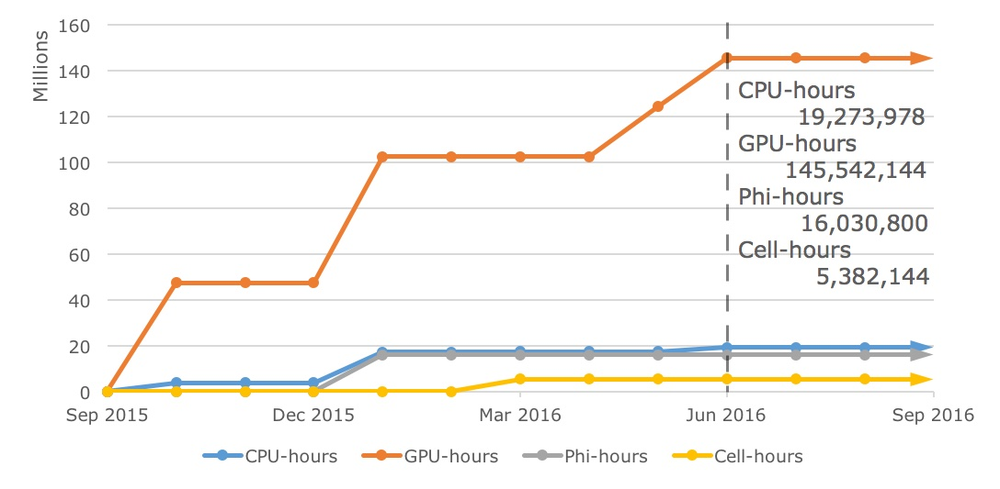 Millions
160
140
120
100
80
60
40
20
0
CPU-hours
19,273,978
GPU-hours
145,542,144
Phi-hours
16,030,800
Cell-hours
5,382,144
Sep 2015 Dec 2015 Mar 2016 Jun 2016 Sep 2016
CPU-hours GPU-hours Phi-hours Cell-hours